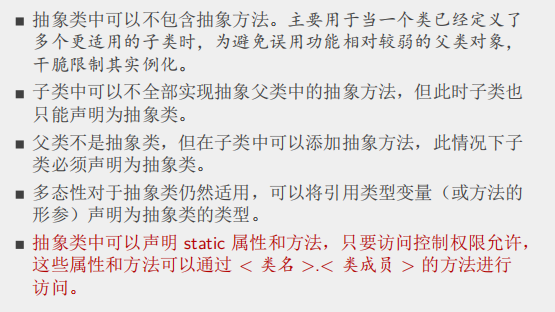 ■ 抽象类中可以不包含抽象方法。主要用于当一个类已经定义了
多个更适用的子类时，为避免误用功能相对较弱的父类对象，
干脆限制其实例化。
■ 子类中可以不全部实现抽象父类中的抽象方法，但此时子类也
只能声明为抽象类。
■ 父类不是抽象类，但在子类中可以添加抽象方法，此情况下子
类必须声明为抽象类。
■ 多态性对于抽象类仍然适用，可以将引用类型变量（或方法的
形参）声明为抽象类的类型。
■ 抽象类中可以声明 static 属性和方法，只要访问控制权限允许，
这些属性和方法可以通过 < 类名 >.< 类成员 > 的方法进行
访问。